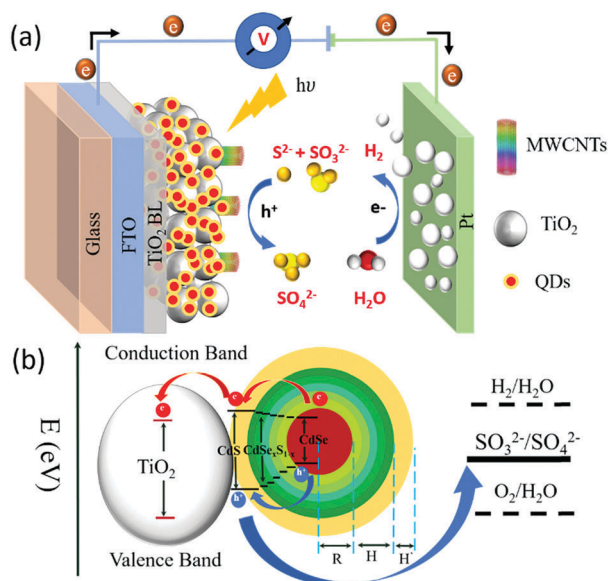 (a)
e
e
V
e
e
hυ
S²⁻ + SO₃²⁻
H₂
MWCNTs
h⁺
e-
Glass
FTO
TiO₂ BL
Pt
TiO₂
SO₄²⁻
H₂O
QDs
(b)
Conduction Band
E (eV)
e
e
e
H₂/H₂O
CdSe
CdS
CdSeₓS₁₋ₓ
TiO₂
SO₃²⁻/SO₄²⁻
h⁺
h⁺
O₂/H₂O
Valence Band
R
H
H'